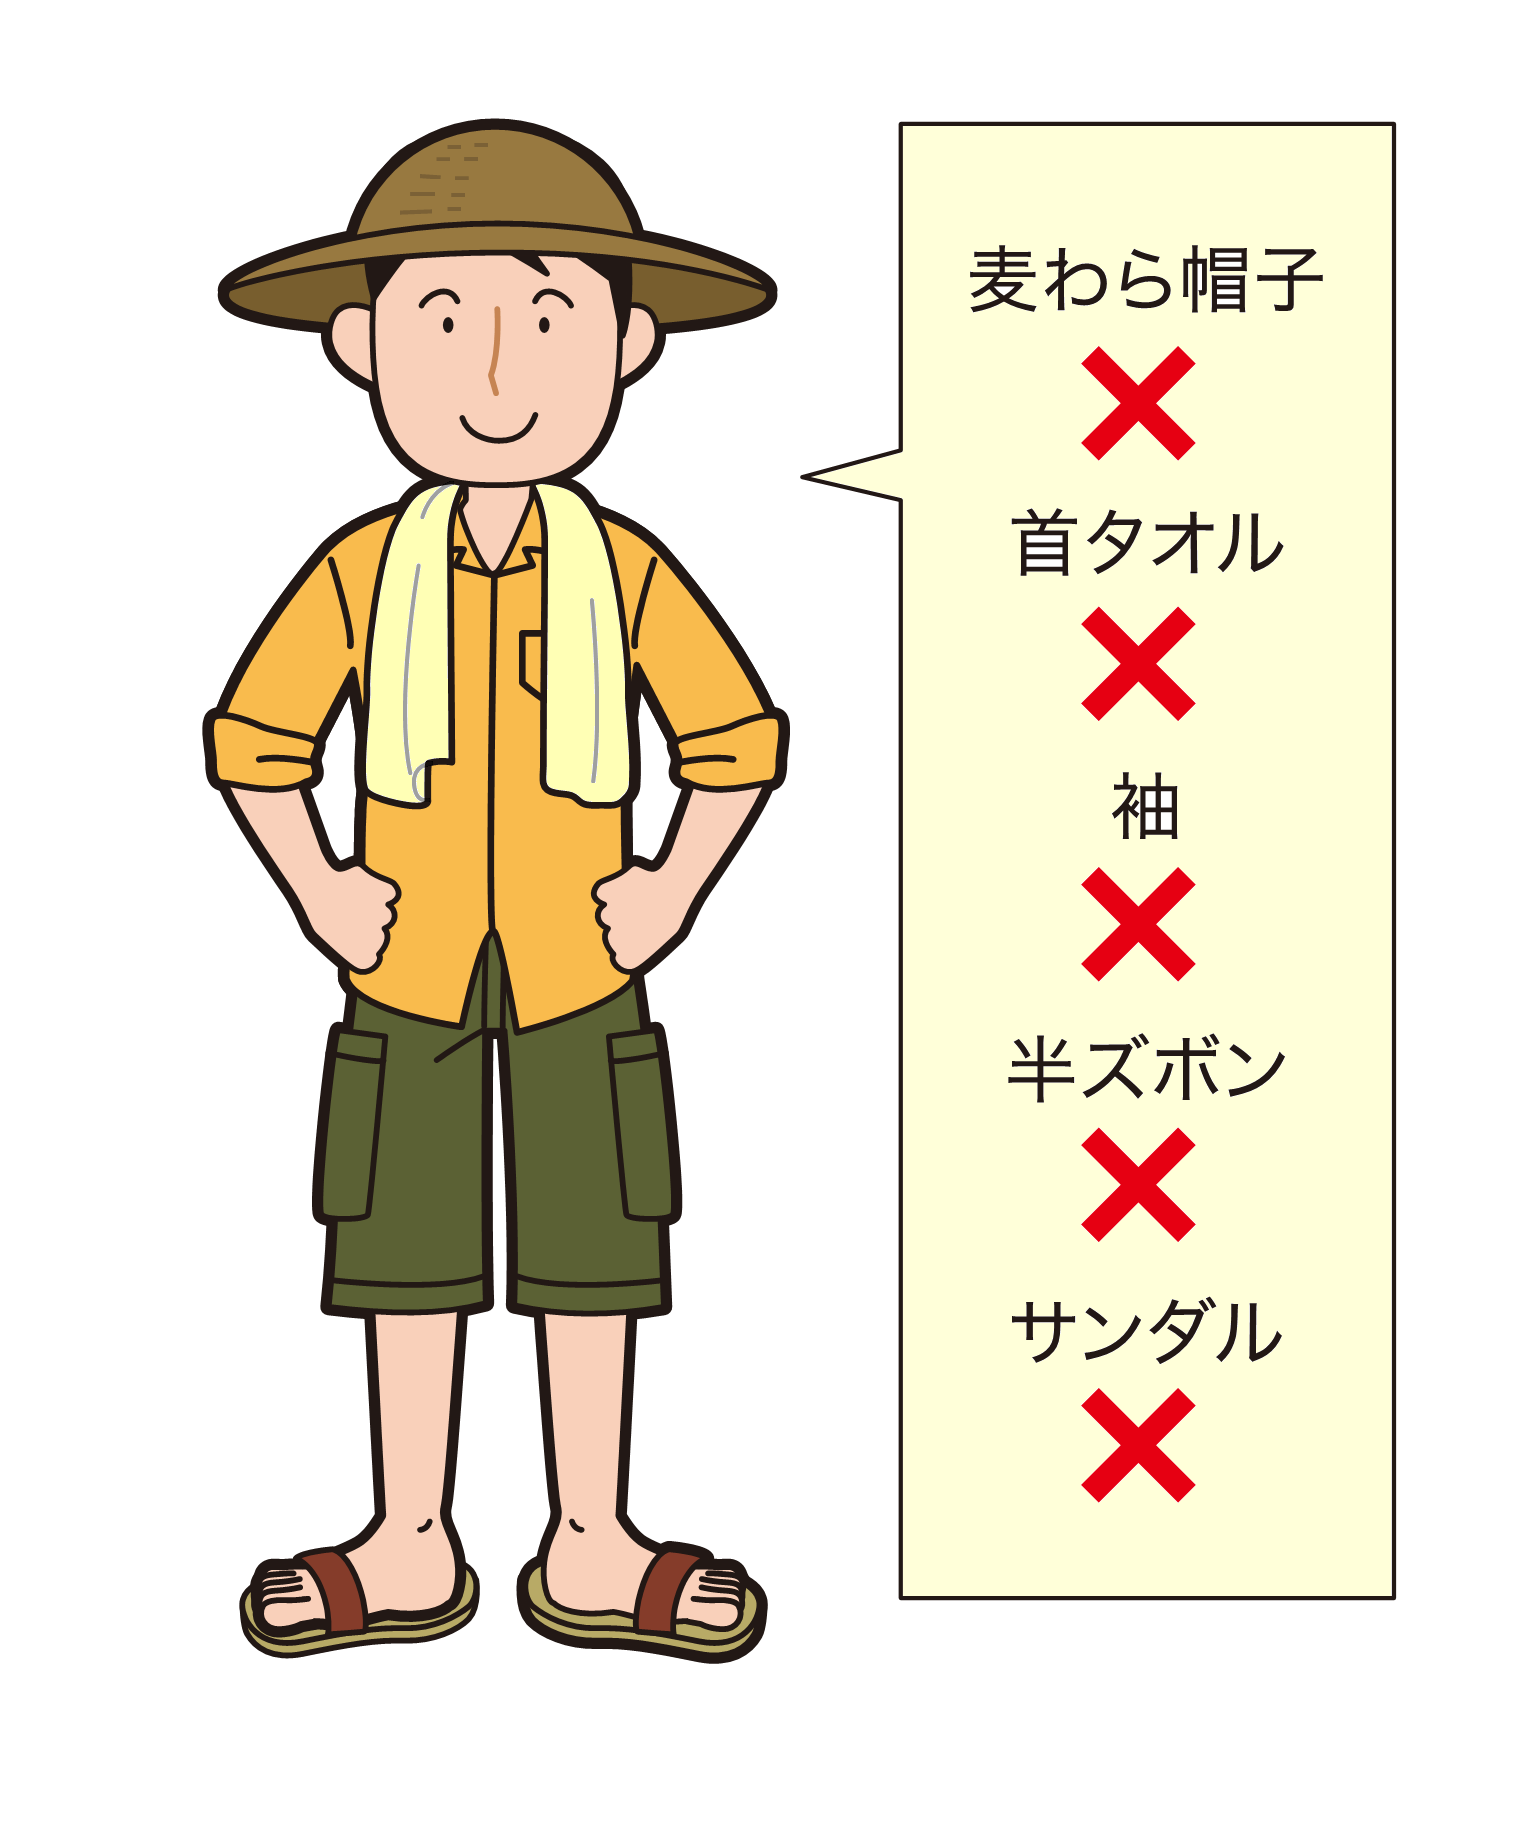 麦わら帽子
首タオル
袖
半ズボン
サンダル